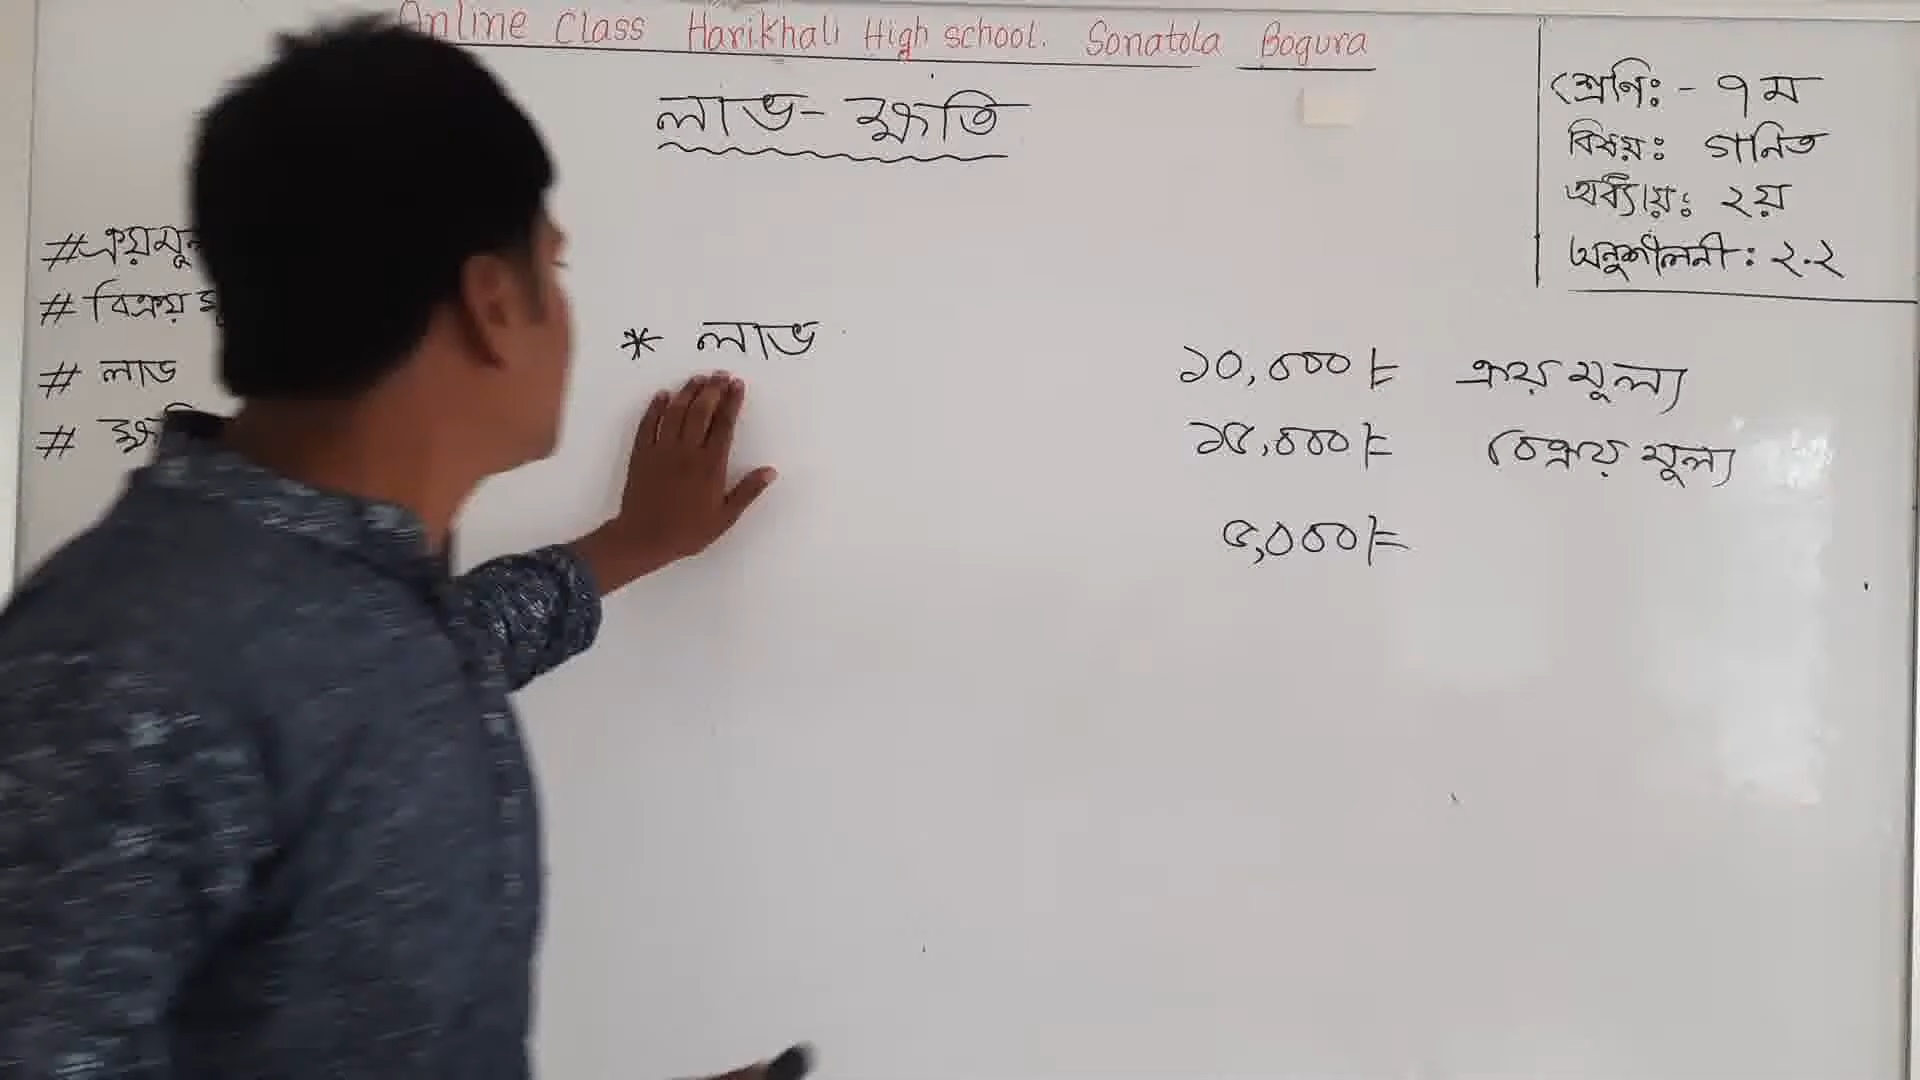 Online Class Harikhali High school. Sonatola Bogura
লাভ-ক্ষতি
শ্রেণিঃ- ৭ম
বিষয়ঃ গনিত
অধ্যায়ঃ ২য়
অনুশীলনী: ২.২
#
# বিক্রয়
# লাভ
#
* লাভ
১০,০০০/= ক্রয় মূল্য
১৫,০০০/= বিক্রয় মূল্য
৫,০০০/=